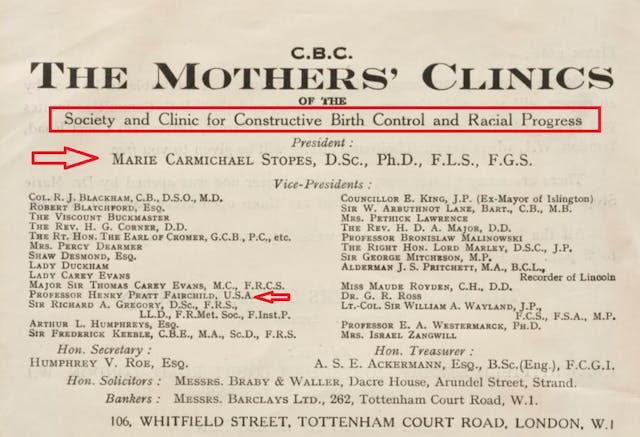 C.B.C.
THE MOTHERS' CLINICS
OF THE
Society and Clinic for Constructive Birth Control and Racial Progress
President :
MARIE CARMICHAEL STOPES, D.Sc., Ph.D., F.L.S., F.G.S.
Vice-Presidents :
COL. R. J. BLACKHAM, C.B., D.S.O., M.D.
ROBERT BLATCHFORD, ESQ.
THE VISCOUNT BUCKMASTER
THE REV. H. G. CORNER, D.D.
THE RT. HON. THE EARL OF CROMER, G.C.B., P.C., etc.
MRS. PERCY DEARMER
SHAW DESMOND, ESQ.
LADY DUCKHAM
LADY CAREY EVANS
MAJOR SIR THOMAS CAREY EVANS, M.C., F.R.C.S.
PROFESSOR HENRY PRATT FAIRCHILD, U.S.A.
SIR RICHARD A. GREGORY, D.Sc., F.R.S.,
LL.D., F.R.Met. Soc., F.Inst.P.
ARTHUR L. HUMPHREYS, ESQ.
SIR FREDERICK KEEBLE, C.B.E., M.A., Sc.D., F.R.S.
COUNCILLOR E. KING, J.P. (Ex-Mayor of Islington)
SIR W. ARBUTHNOT LANE, BART., C.B., M.B.
MRS. PETHICK LAWRENCE
THE REV. H. D. A. MAJOR, D.D.
PROFESSOR BRONISLAW MALINOWSKI
THE RIGHT HON. LORD MARLEY, D.S.C., J.P.
SIR GEORGE MITCHESON, M.P.
ALDERMAN J. S. PRITCHETT, M.A., B.C.L.,
Recorder of Lincoln
MISS MAUDE ROYDEN, C.H., D.D.
DR. G. R. ROSS
LT.-COL. SIR WILLIAM A. WAYLAND, J.P.,
F.C.S., F.S.A., M.P.
PROFESSOR E. A. WESTERMARCK, PH.D.
MRS. ISRAEL ZANGWILL
Hon. Secretary :
HUMPHREY V. ROE, ESQ.
Hon. Treasurer :
A. S. E. ACKERMANN, ESQ., B.Sc.(Eng.), F.C.G.I.
Hon. Solicitors : MESSRS. BRABY & WALLER, Dacre House, Arundel Street, Strand.
Bankers : MESSRS. BARCLAYS LTD., 262, Tottenham Court Road, W.1.
106, WHITFIELD STREET, TOTTENHAM COURT ROAD, LONDON, W.1